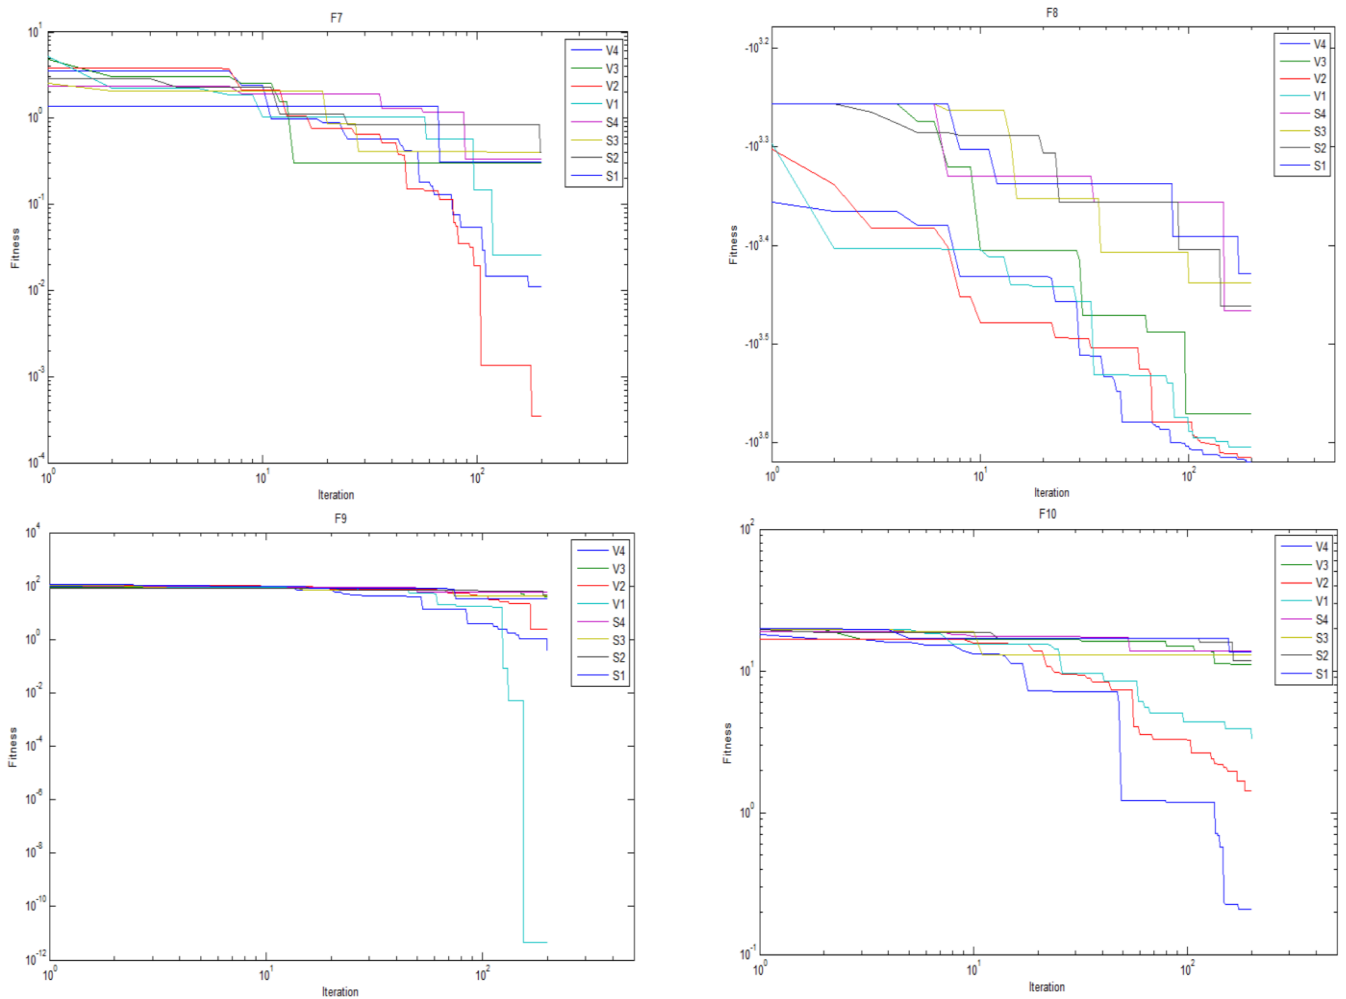 F7
10^1
10^0
10^-1
10^-2
10^-3
10^-4
Fitness
10^0
10^1
10^2
Iteration
V4
V3
V2
V1
S4
S3
S2
S1
F8
-10^3.2
-10^3.3
-10^3.4
-10^3.5
-10^3.6
Fitness
10^0
10^1
10^2
Iteration
V4
V3
V2
V1
S4
S3
S2
S1
F9
10^4
10^2
10^0
10^-2
10^-4
10^-6
10^-8
10^-10
10^-12
Fitness
10^0
10^1
10^2
Iteration
V4
V3
V2
V1
S4
S3
S2
S1
F10
10^2
10^1
10^0
10^-1
Fitness
10^0
10^1
10^2
Iteration
V4
V3
V2
V1
S4
S3
S2
S1